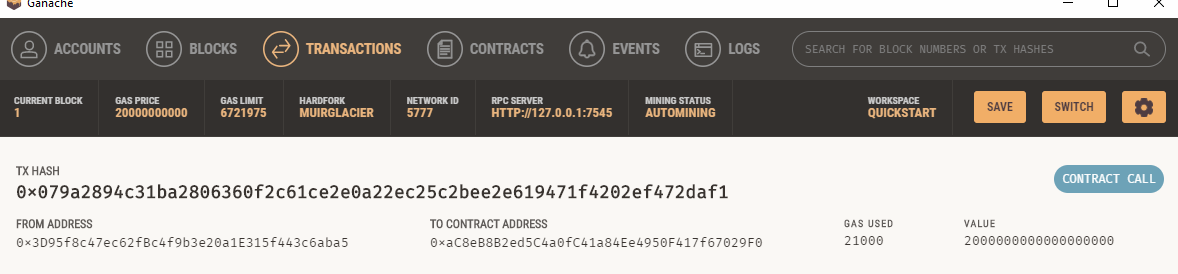 Ganache
ACCOUNTS BLOCKS TRANSACTIONS CONTRACTS EVENTS LOGS SEARCH FOR BLOCK NUMBERS OR TX HASHES
CURRENT BLOCK GAS PRICE GAS LIMIT HARDFORK NETWORK ID RPC SERVER MINING STATUS WORKSPACE
1 20000000000 6721975 MUIRGLACIER 5777 HTTP://127.0.0.1:7545 AUTOMINING QUICKSTART SAVE SWITCH
TX HASH
0×079a2894c31ba2806360f2c61ce2e0a22ec25c2bee2e619471f4202ef472daf1 CONTRACT CALL
FROM ADDRESS TO CONTRACT ADDRESS GAS USED VALUE
0×3D95f8c47ec62fBc4f9b3e20a1E315f443c6aba5 0×aC8eB8B2ed5C4a0fC41a84Ee4950F417f67029F0 21000 2000000000000000000